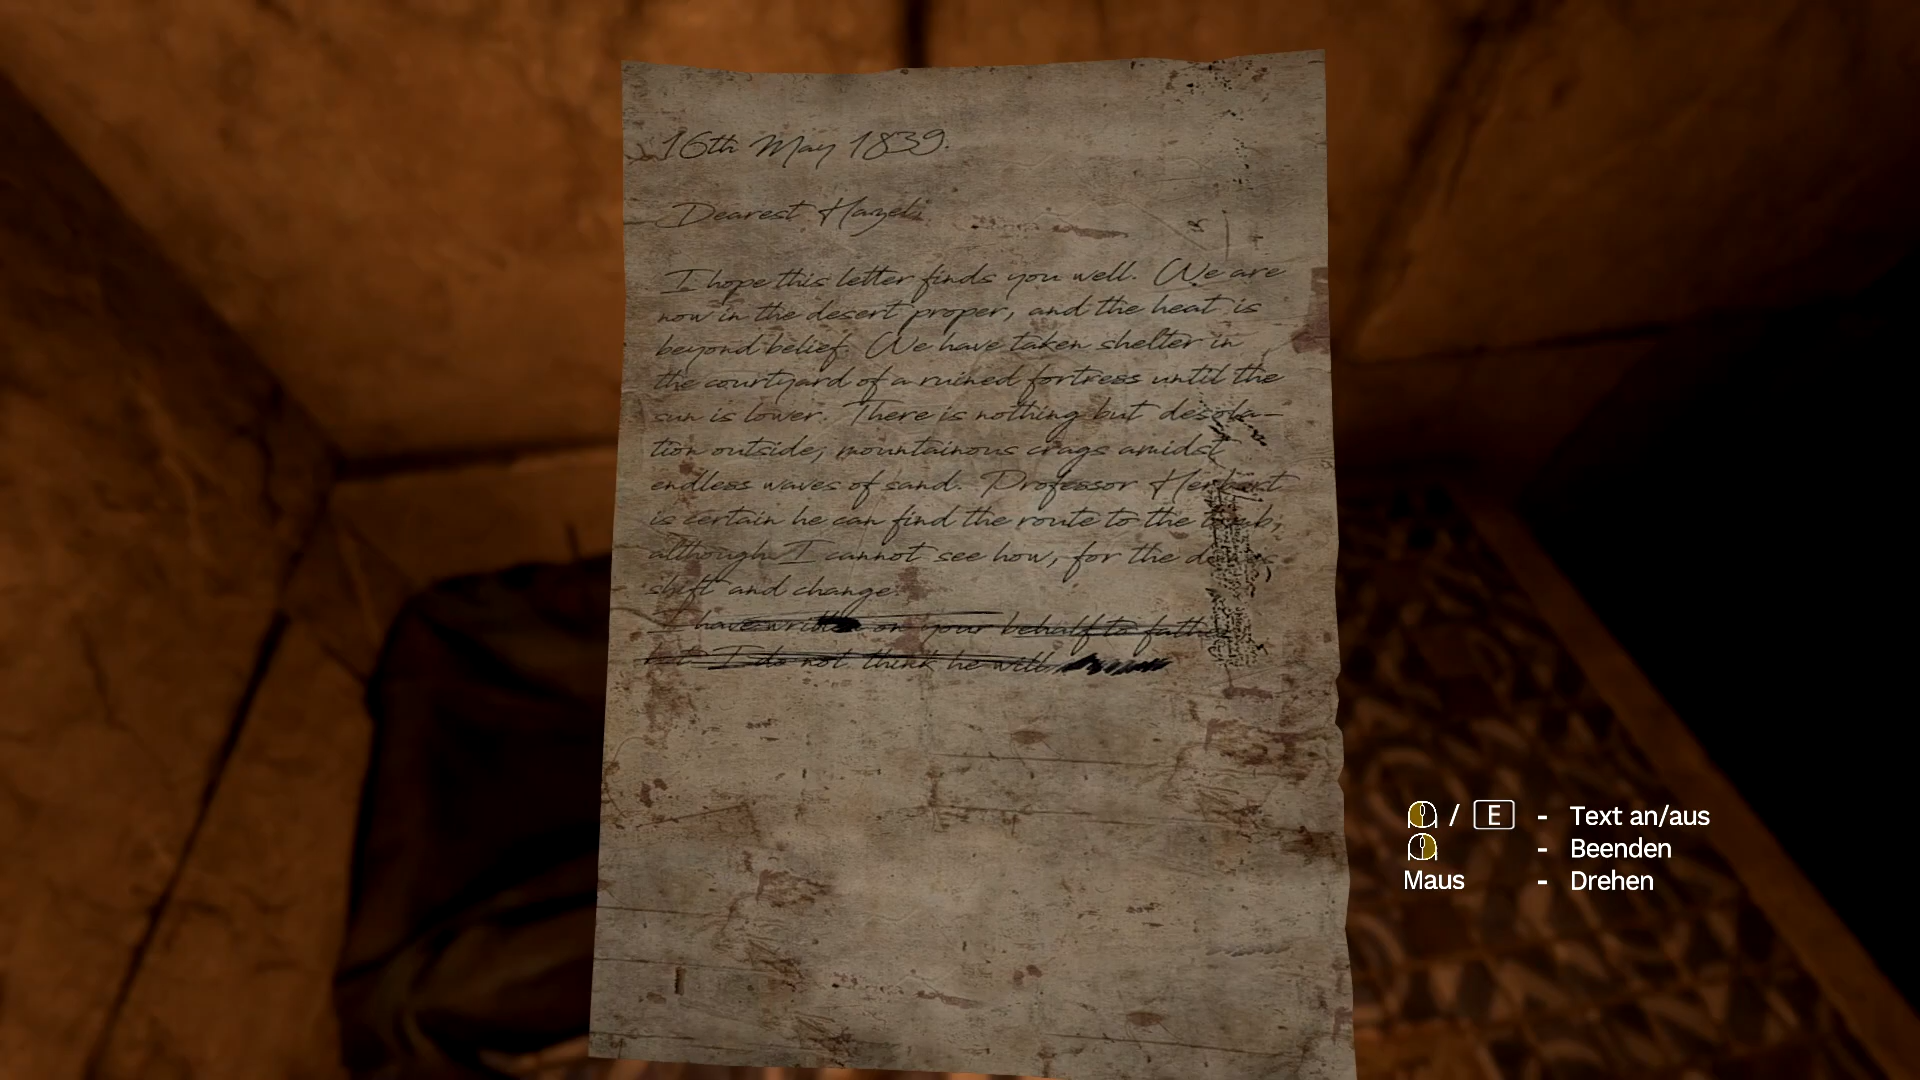 16th May 1839.
Dearest Hazel,
I hope this letter finds you well. We are
now in the desert proper, and the heat is
beyond belief. We have taken shelter in
the courtyard of a ruined fortress until the
sun is lower. There is nothing but desola-
tion outside, mountainous crags amidst
endless waves of sand. Professor Herbert
is certain he can find the route to the tomb,
although I cannot see how, for the dunes
shift and change.
I have written on your behalf to father
but I do not think he will
/ E - Text an/aus
- Beenden
Maus - Drehen